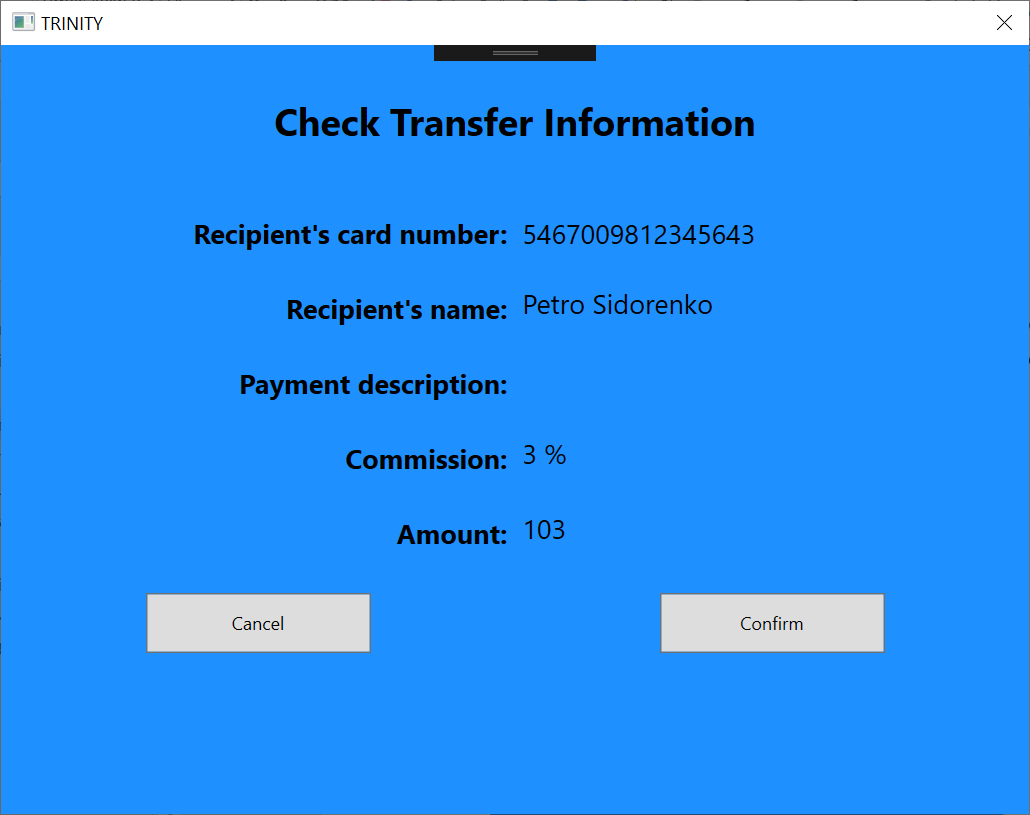 TRINITY
Check Transfer Information
Recipient's card number: 5467009812345643
Recipient's name: Petro Sidorenko
Payment description:
Commission: 3 %
Amount: 103
Cancel Confirm